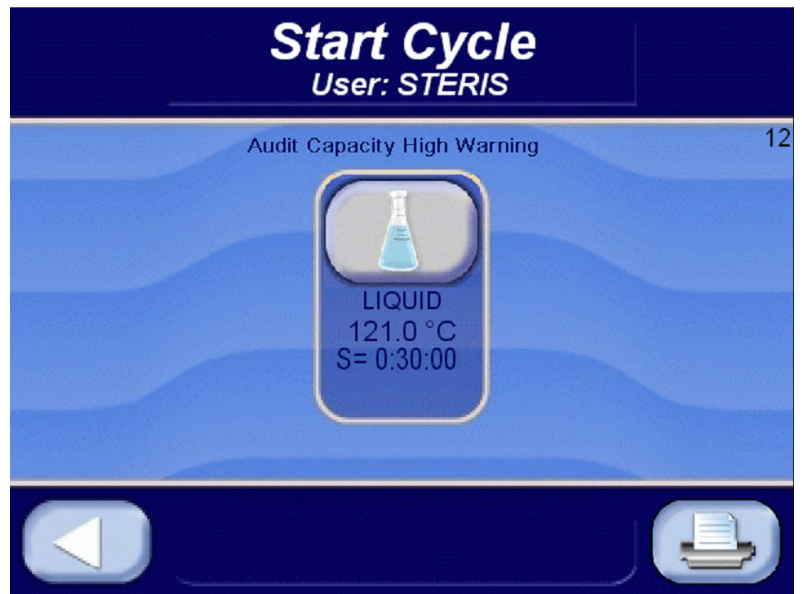 Start Cycle
User: STERIS
Audit Capacity High Warning
12
LIQUID
121.0 °C
S= 0:30:00